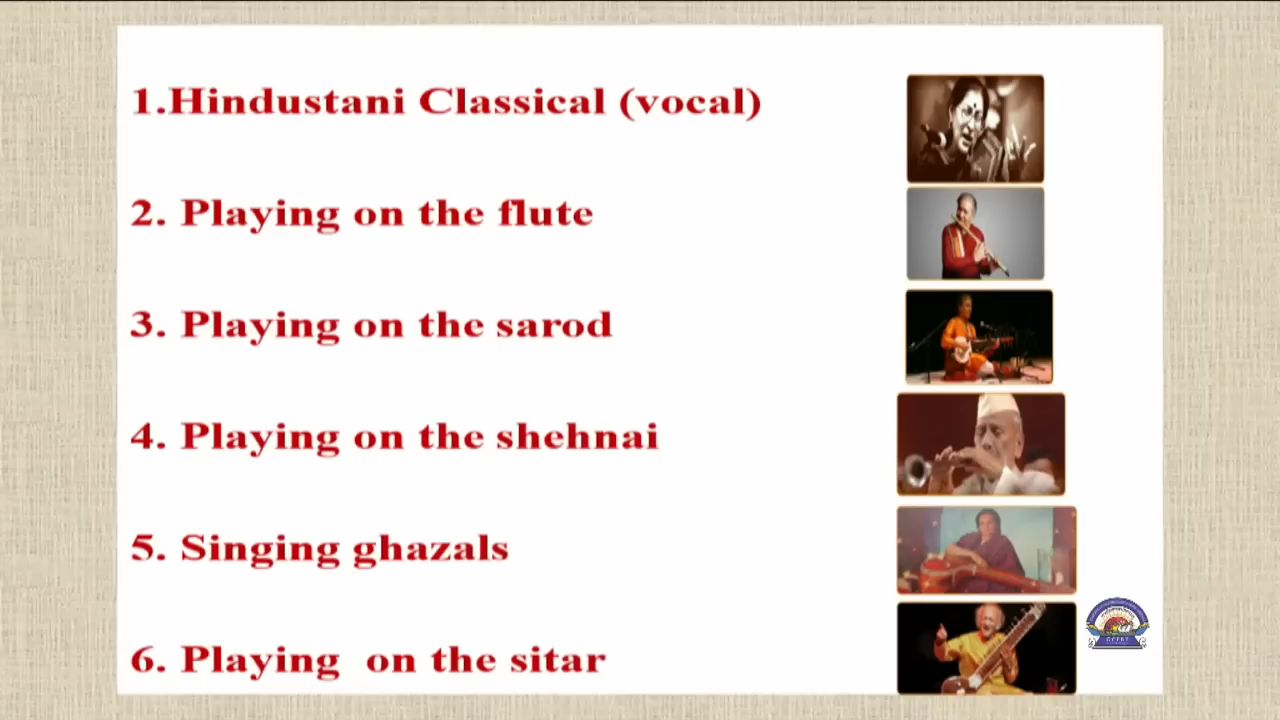 1.Hindustani Classical (vocal)
2. Playing on the flute
3. Playing on the sarod
4. Playing on the shehnai
5. Singing ghazals
6. Playing on the sitar